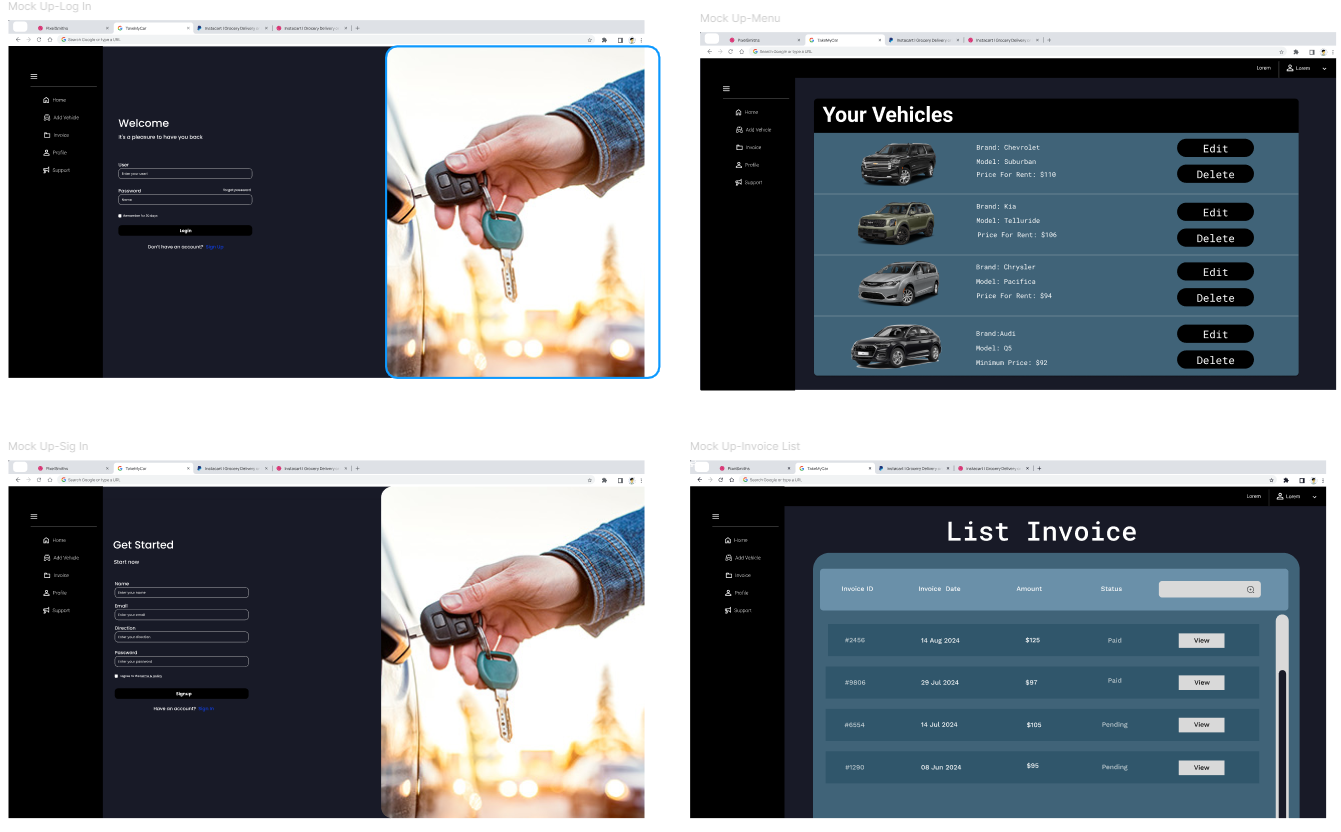 Mock Up-Log In
PixelSmiths
TakeMyCar
Instacart | Grocery Delivery o
Instacart | Grocery Delivery o
Search Google or type a URL
Home
Add Vehicle
Invoice
Profile
Support
Welcome
It's a pleasure to have you back
User
Enter your user
Password
Forgot password
Name
Remember for 30 days
Login
Don't have an account? Sign Up
Mock Up-Menu
PixelSmiths
TakeMyCar
Instacart | Grocery Delivery o
Instacart | Grocery Delivery o
Search Google or type a URL
Lorem
Lorem
Home
Add Vehicle
Invoice
Profile
Support
Your Vehicles
Brand: Chevrolet
Model: Suburban
Price For Rent: $110
Edit
Delete
Brand: Kia
Model: Telluride
Price For Rent: $106
Edit
Delete
Brand: Chrysler
Model: Pacifica
Price For Rent: $94
Edit
Delete
Brand:Audi
Model: Q5
Minimum Price: $92
Edit
Delete
Mock Up-Sig In
PixelSmiths
TakeMyCar
Instacart | Grocery Delivery o
Instacart | Grocery Delivery o
Search Google or type a URL
Home
Add Vehicle
Invoise
Profile
Support
Get Started
Start now
Name
Enter your name
Email
Enter your email
Direction
Enter your direction
Password
Enter your password
I agree to the terms & policy
Signup
Have an account? Sign In
Mock Up-Invoice List
PixelSmiths
TakeMyCar
Instacart | Grocery Delivery o
Instacart | Grocery Delivery o
Search Google or type a URL
Lorem
Lorem
Home
Add Vehicle
Invoice
Profile
Support
List Invoice
Invoice ID Invoice Date Amount Status
#2456 14 Aug 2024 $125 Paid View
#9806 29 Jul 2024 $97 Paid View
#6554 14 Jul 2024 $105 Pending View
#1290 08 Jun 2024 $95 Pending View